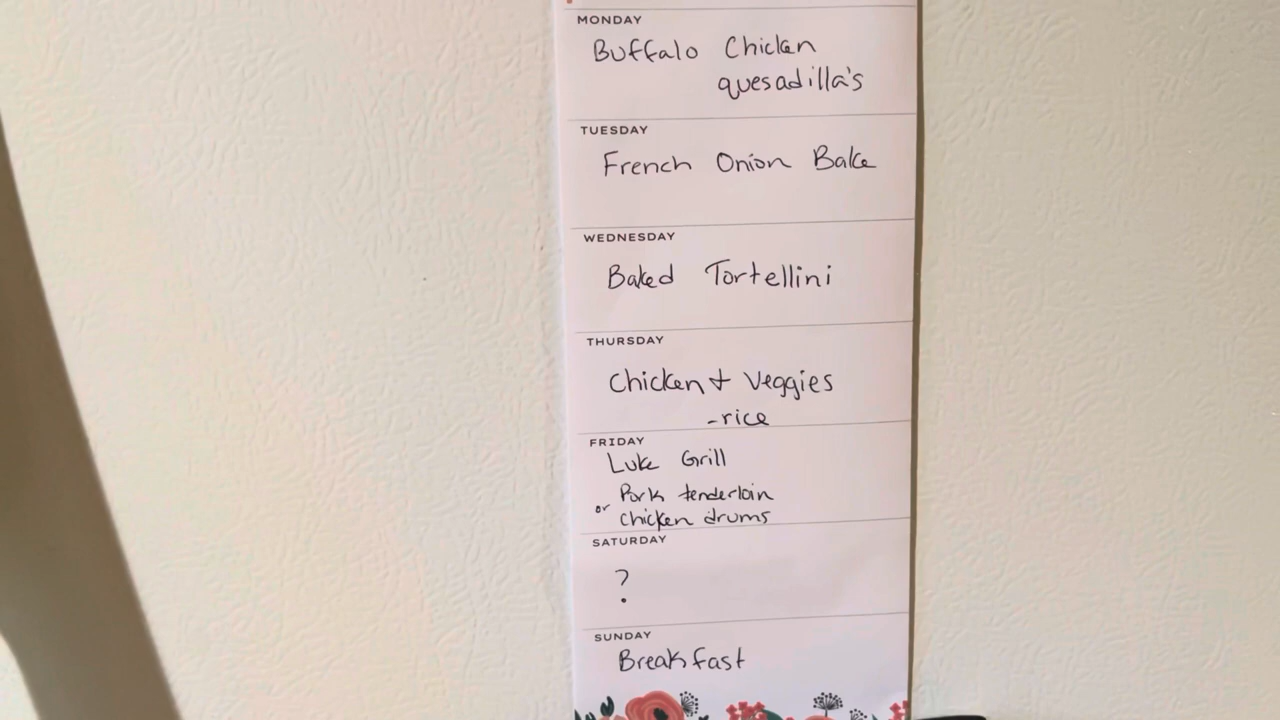 MONDAY
Buffalo Chicken
quesadilla's
TUESDAY
French Onion Bake
WEDNESDAY
Baked Tortellini
THURSDAY
Chicken + Veggies
-rice
FRIDAY
Luke Grill
Pork tenderloin
or chicken drums
SATURDAY
?
SUNDAY
Breakfast